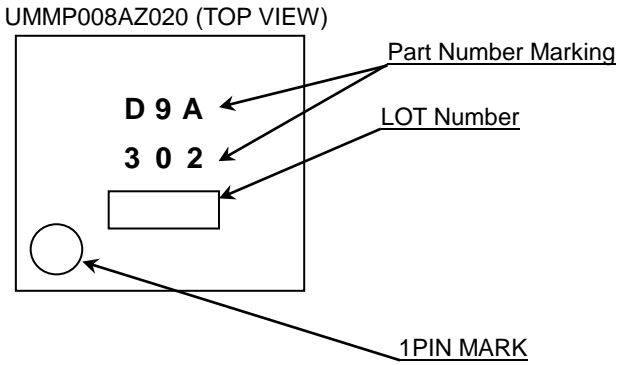 UMMP008AZ020 (TOP VIEW)
Part Number Marking
D 9 A
LOT Number
3 0 2
1PIN MARK